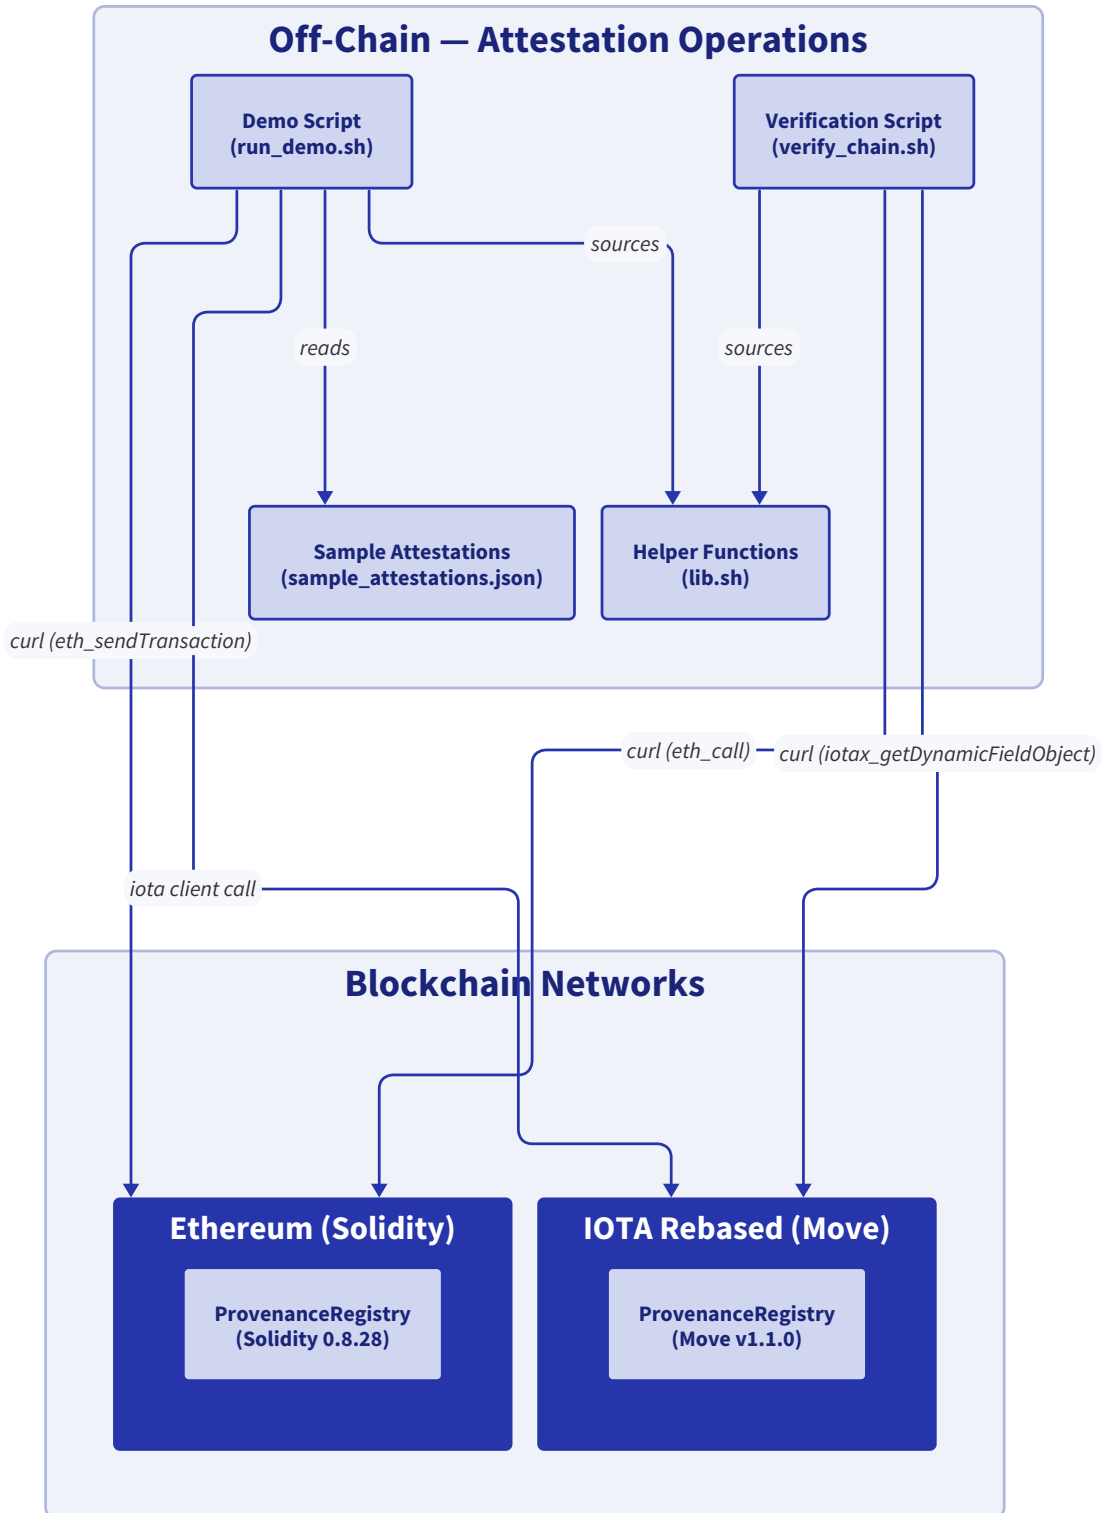 Off-Chain — Attestation Operations
Demo Script
(run_demo.sh)
Verification Script
(verify_chain.sh)
sources
reads
sources
Sample Attestations
(sample_attestations.json)
Helper Functions
(lib.sh)
curl (eth_sendTransaction)
curl (eth_call)
curl (iotax_getDynamicFieldObject)
iota client call
Blockchain Networks
Ethereum (Solidity)
ProvenanceRegistry
(Solidity 0.8.28)
IOTA Rebased (Move)
ProvenanceRegistry
(Move v1.1.0)